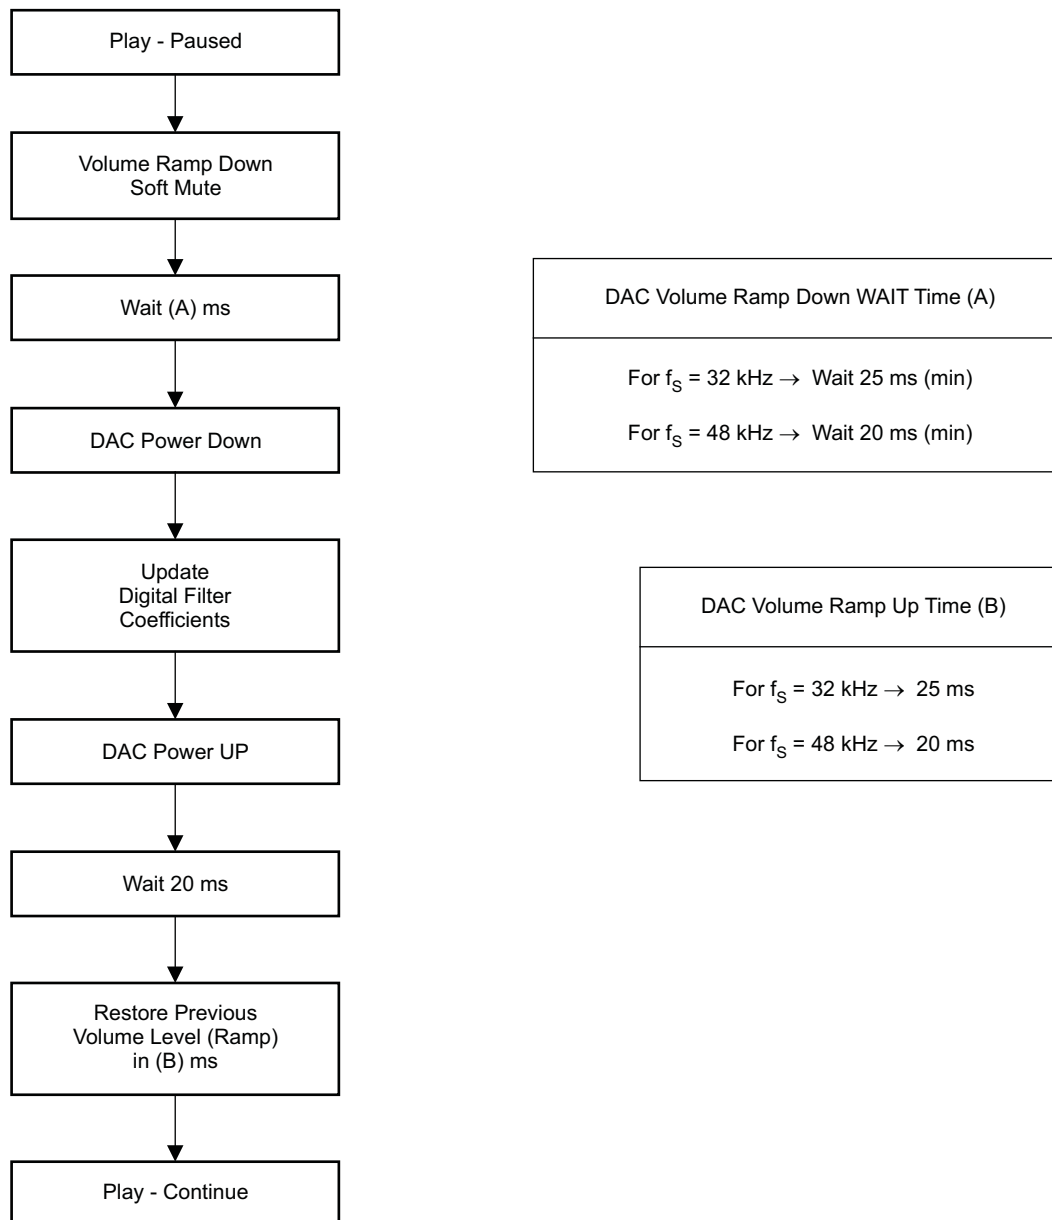 Play - Paused
Volume Ramp Down
Soft Mute
Wait (A) ms
DAC Power Down
Update
Digital Filter
Coefficients
DAC Power UP
Wait 20 ms
Restore Previous
Volume Level (Ramp)
in (B) ms
Play - Continue
DAC Volume Ramp Down WAIT Time (A)
For fS = 32 kHz → Wait 25 ms (min)
For fS = 48 kHz → Wait 20 ms (min)
DAC Volume Ramp Up Time (B)
For fS = 32 kHz → 25 ms
For fS = 48 kHz → 20 ms